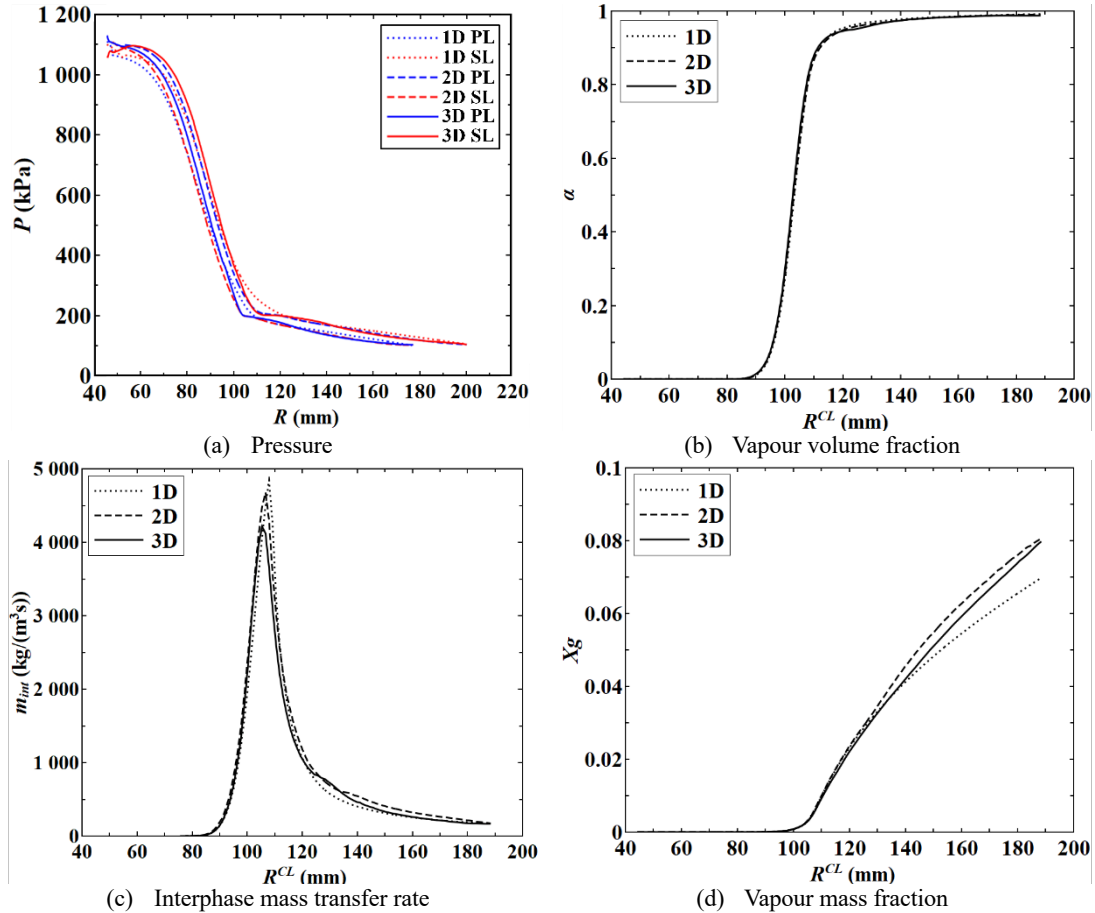 1 200
1 000
800
600
400
200
0
P (kPa)
1D PL
1D SL
2D PL
2D SL
3D PL
3D SL
40 60 80 100 120 140 160 180 200 220
R (mm)
(a) Pressure
1
0.8
0.6
0.4
0.2
0
α
1D
2D
3D
40 60 80 100 120 140 160 180 200
R^CL (mm)
(b) Vapour volume fraction
5 000
4 000
3 000
2 000
1 000
0
m_int (kg/(m³s))
1D
2D
3D
40 60 80 100 120 140 160 180 200
R^CL (mm)
(c) Interphase mass transfer rate
0.1
0.08
0.06
0.04
0.02
0
Xg
1D
2D
3D
40 60 80 100 120 140 160 180 200
R^CL (mm)
(d) Vapour mass fraction